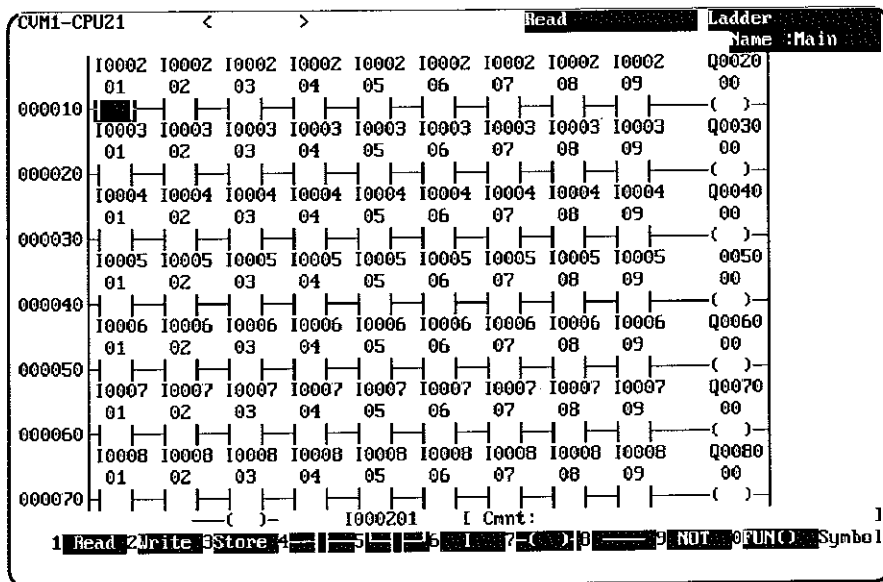 CVM1-CPU21 < > Read Ladder
Name :Main
I0002 I0002 I0002 I0002 I0002 I0002 I0002 I0002 I0002 Q0020
01 02 03 04 05 06 07 08 09 00
000010 ( )
I0003 I0003 I0003 I0003 I0003 I0003 I0003 I0003 I0003 Q0030
01 02 03 04 05 06 07 08 09 00
000020 ( )
I0004 I0004 I0004 I0004 I0004 I0004 I0004 I0004 I0004 Q0040
01 02 03 04 05 06 07 08 09 00
000030 ( )
I0005 I0005 I0005 I0005 I0005 I0005 I0005 I0005 I0005 0050
01 02 03 04 05 06 07 08 09 00
000040 ( )
I0006 I0006 I0006 I0006 I0006 I0006 I0006 I0006 I0006 Q0060
01 02 03 04 05 06 07 08 09 00
000050 ( )
I0007 I0007 I0007 I0007 I0007 I0007 I0007 I0007 I0007 Q0070
01 02 03 04 05 06 07 08 09 00
000060 ( )
I0008 I0008 I0008 I0008 I0008 I0008 I0008 I0008 I0008 Q0080
01 02 03 04 05 06 07 08 09 00
000070 ( )
—( )– I000201 [ Cmnt: ]
1 Read 2Write 3Store 4 5 6 7-( ) 8 9 NOT 0FUN() Symbol